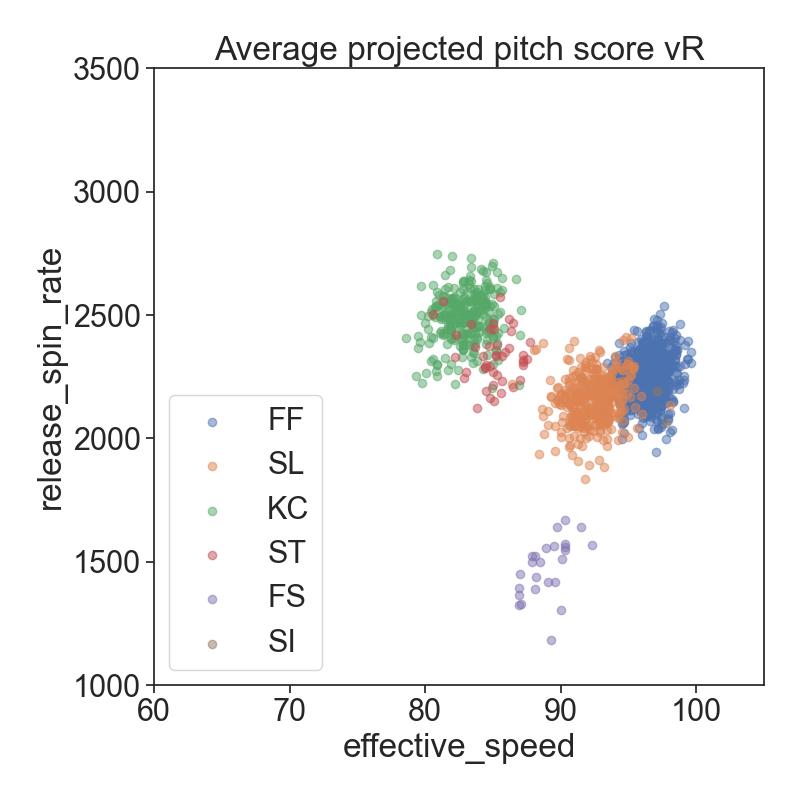 Average projected pitch score vR
3500
3000
2500
2000
1500
1000
release_spin_rate
FF
SL
KC
ST
FS
SI
60 70 80 90 100
effective_speed